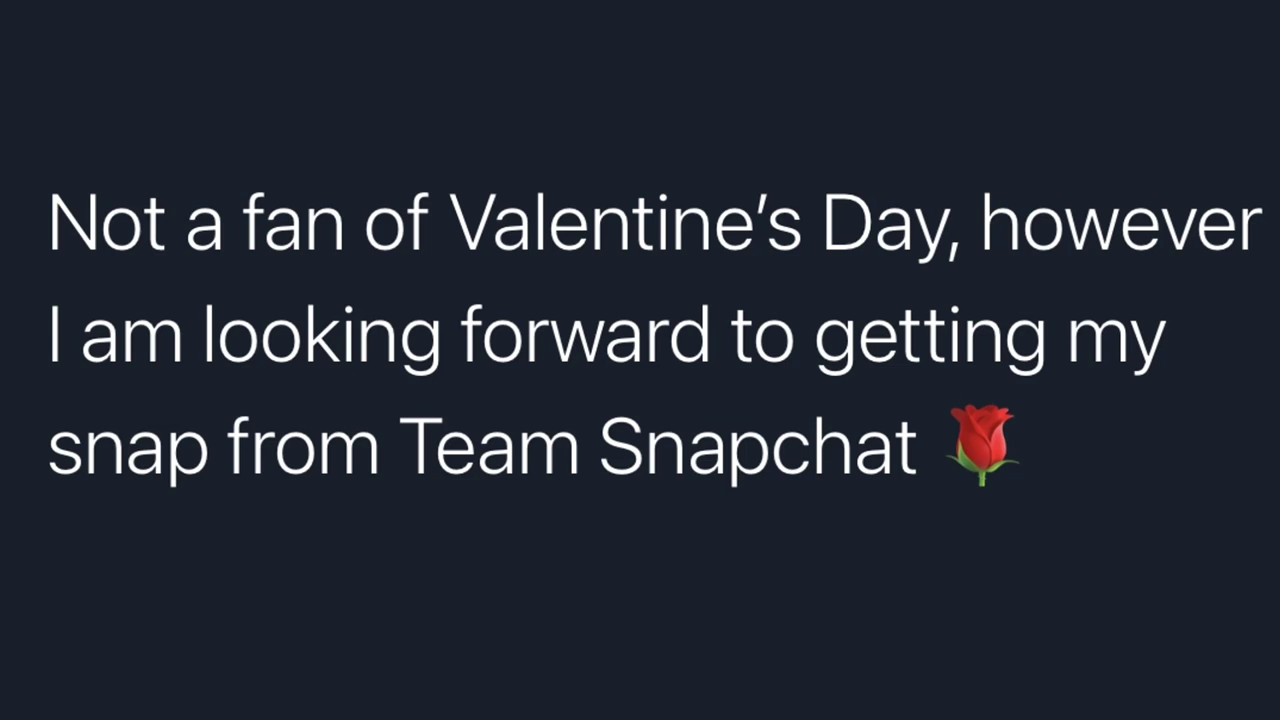 Not a fan of Valentine’s Day, however
I am looking forward to getting my
snap from Team Snapchat 🌹